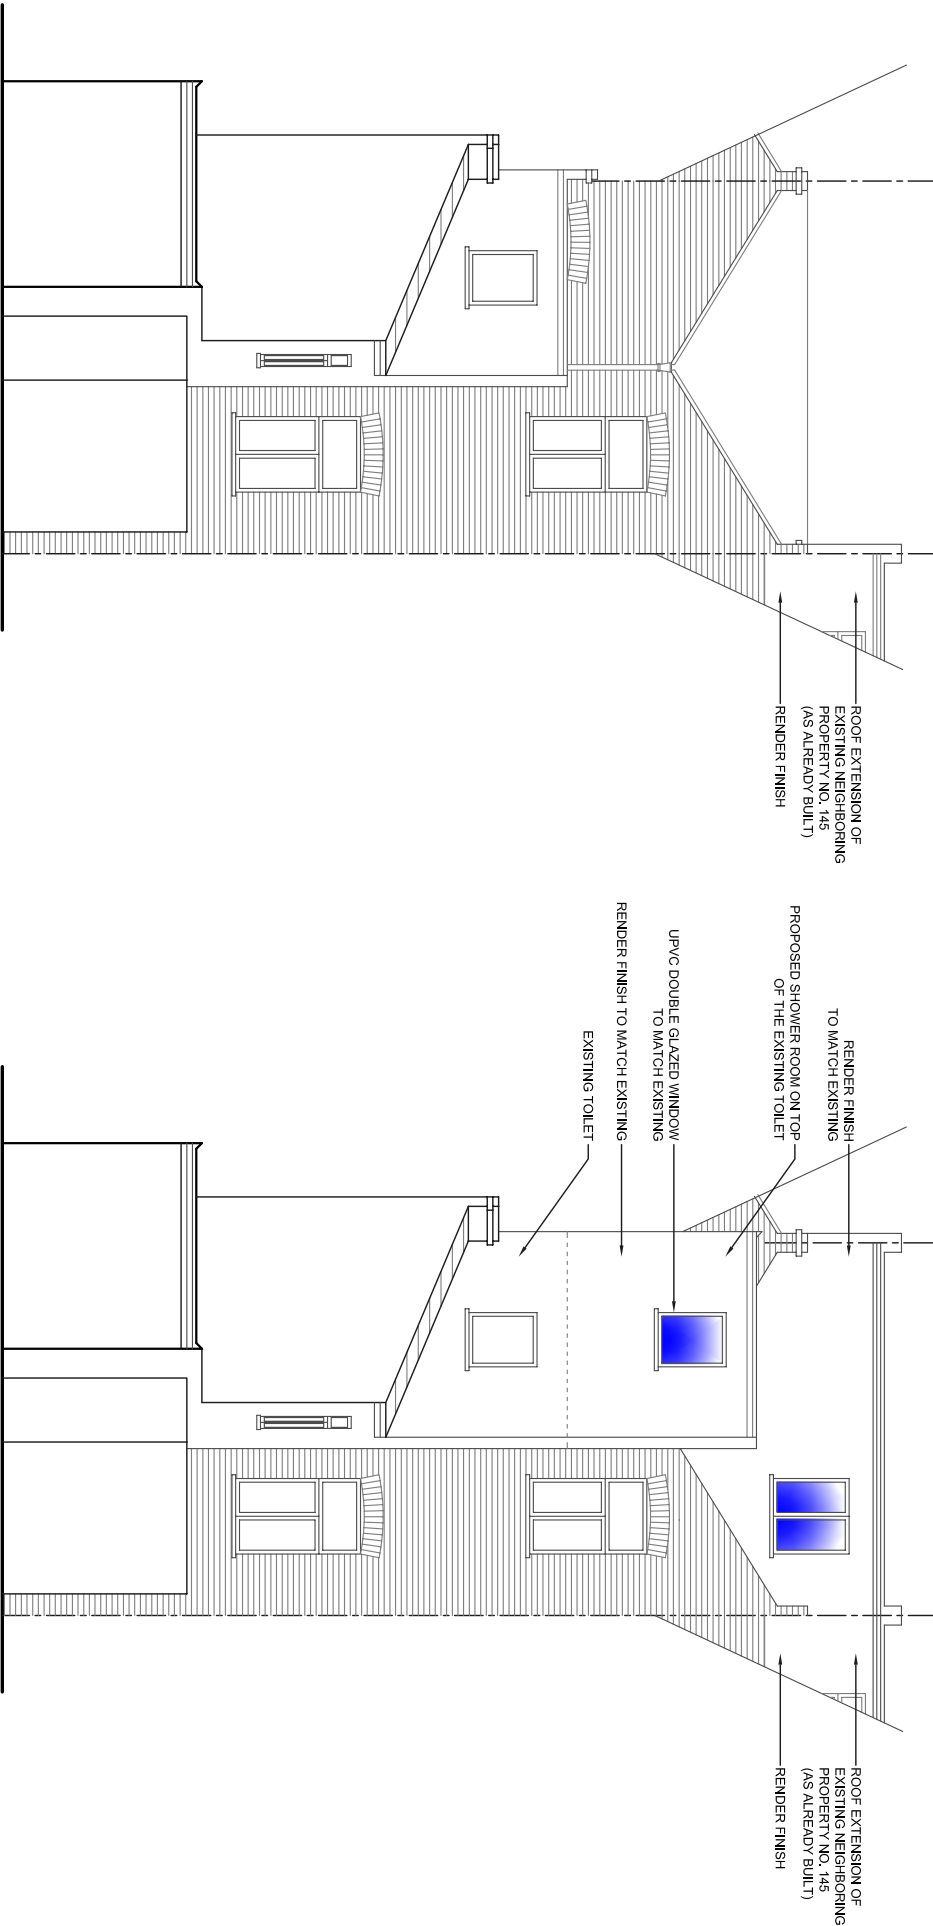 ROOF EXTENSION OF
EXISTING NEIGHBORING
PROPERTY NO. 145
(AS ALREADY BUILT)
RENDER FINISH
RENDER FINISH
TO MATCH EXISTING
PROPOSED SHOWER ROOM ON TOP
OF THE EXISTING TOILET
UPVC DOUBLE GLAZED WINDOW
TO MATCH EXISTING
RENDER FINISH TO MATCH EXISTING
EXISTING TOILET
ROOF EXTENSION OF
EXISTING NEIGHBORING
PROPERTY NO. 145
(AS ALREADY BUILT)
RENDER FINISH